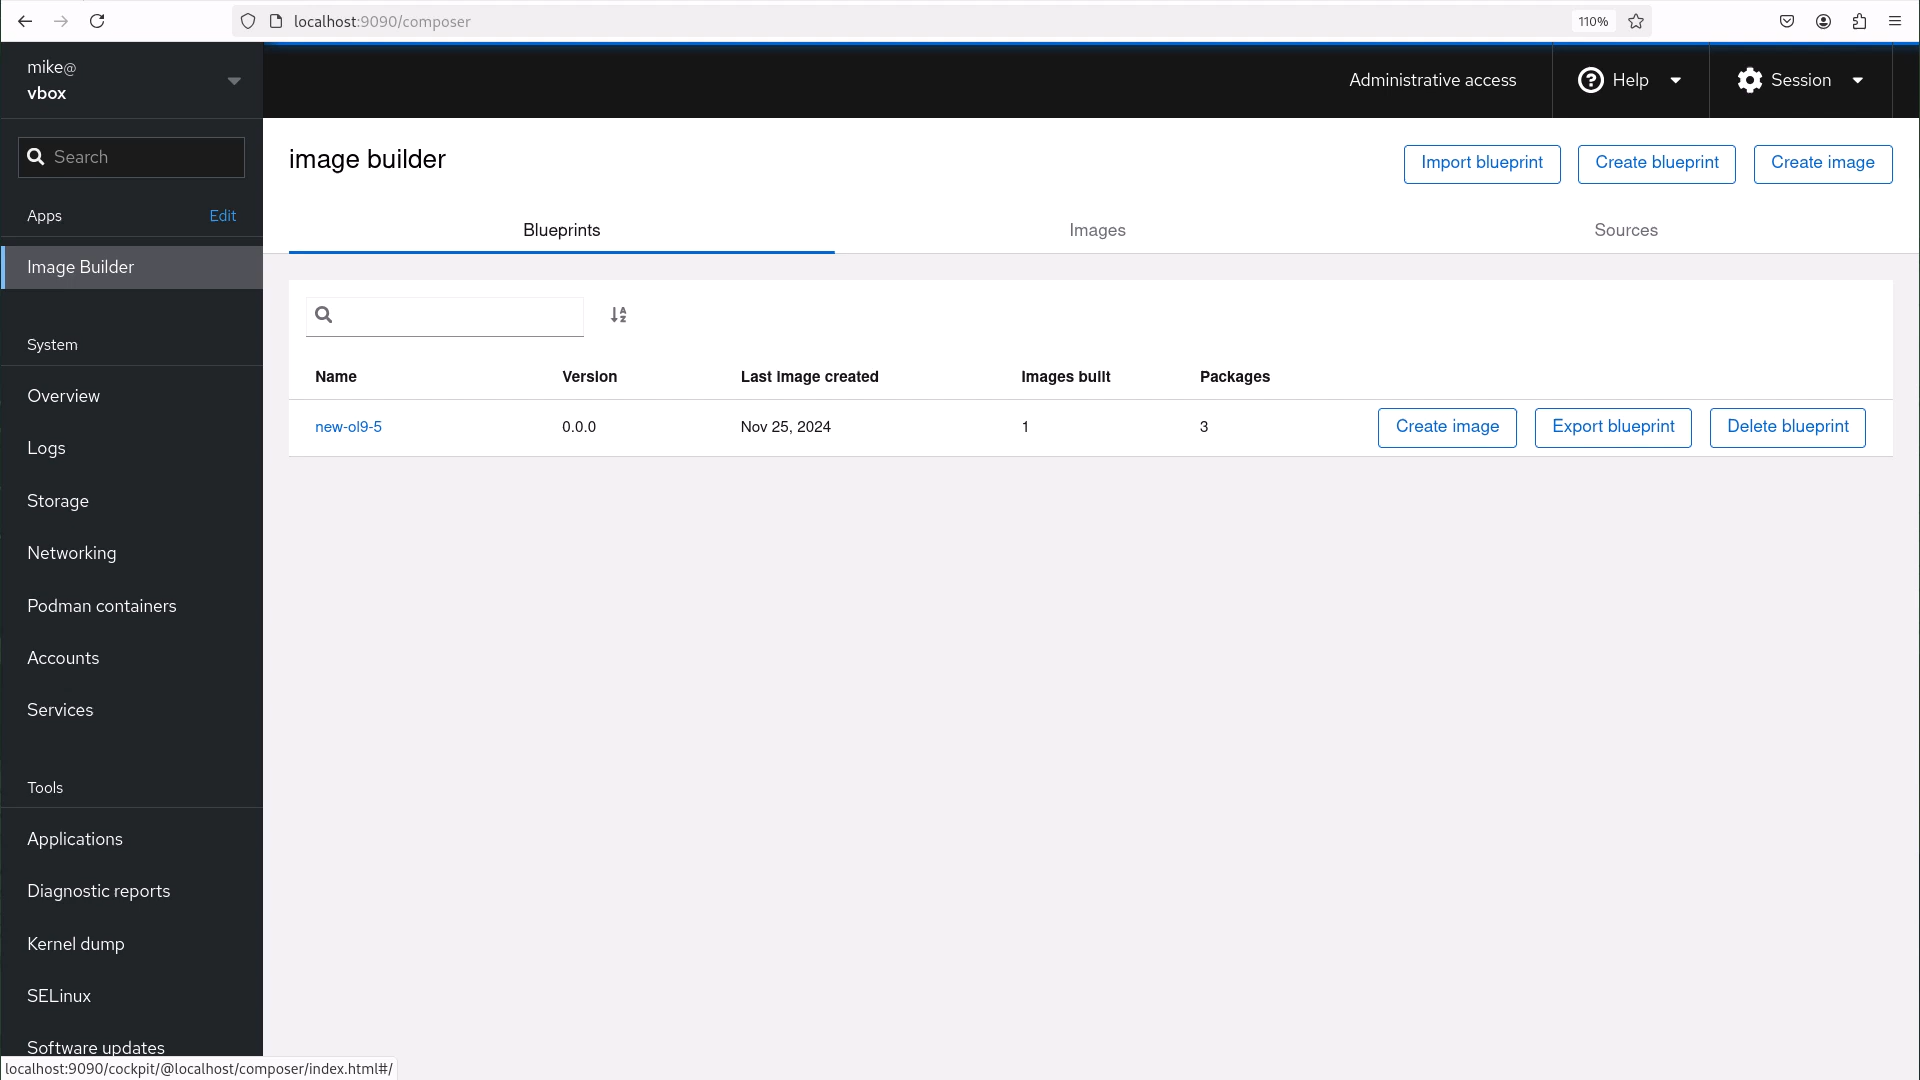 localhost:9090/composer
110%
mike@
vbox
Administrative access
Help
Session
Search
Apps
Edit
Image Builder
System
Overview
Logs
Storage
Networking
Podman containers
Accounts
Services
Tools
Applications
Diagnostic reports
Kernel dump
SELinux
Software updates
image builder
Import blueprint
Create blueprint
Create image
Blueprints
Images
Sources
Name
Version
Last image created
Images built
Packages
new-ol9-5
0.0.0
Nov 25, 2024
1
3
Create image
Export blueprint
Delete blueprint
localhost:9090/cockpit/@localhost/composer/index.html#/